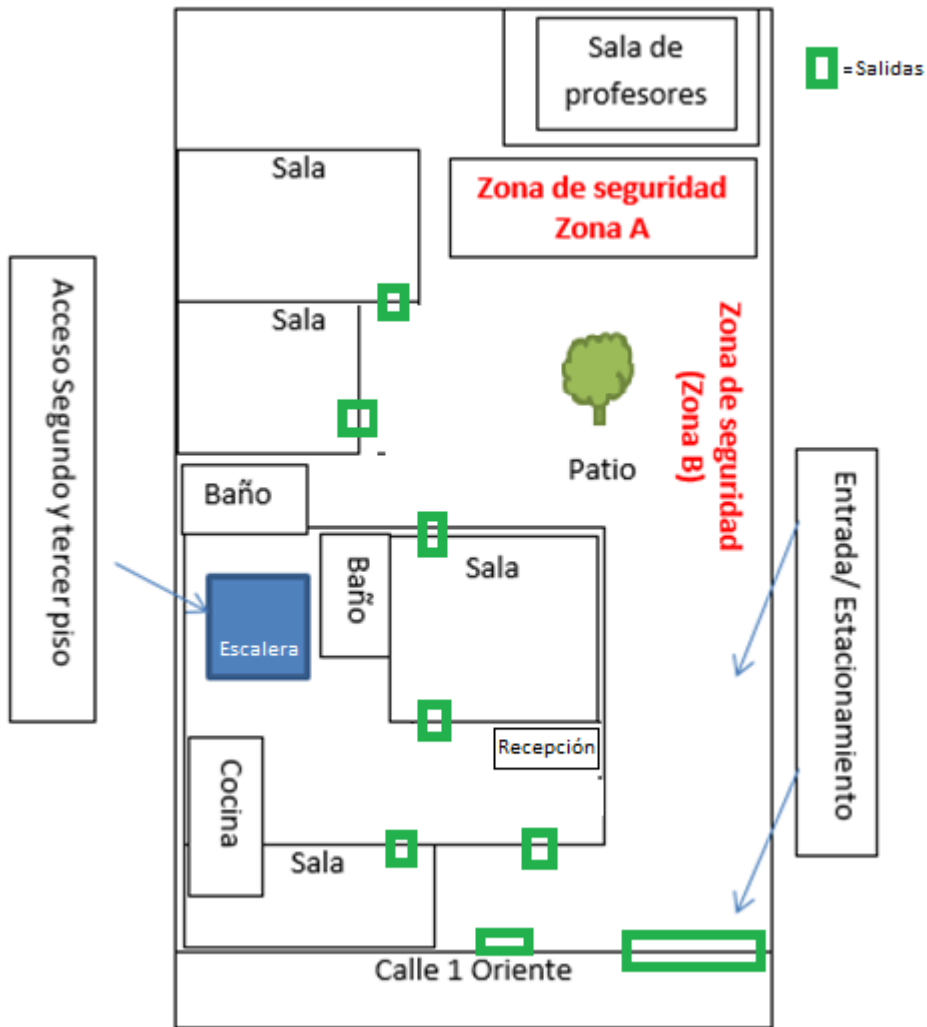 Sala de
profesores
= Salidas
Sala
Zona de seguridad
Zona A
Acceso Segundo y tercer piso
Sala
Zona de seguridad
(Zona B)
Patio
Entrada/ Estacionamiento
Baño
Baño
Sala
Escalera
Recepción
Cocina
Sala
Calle 1 Oriente